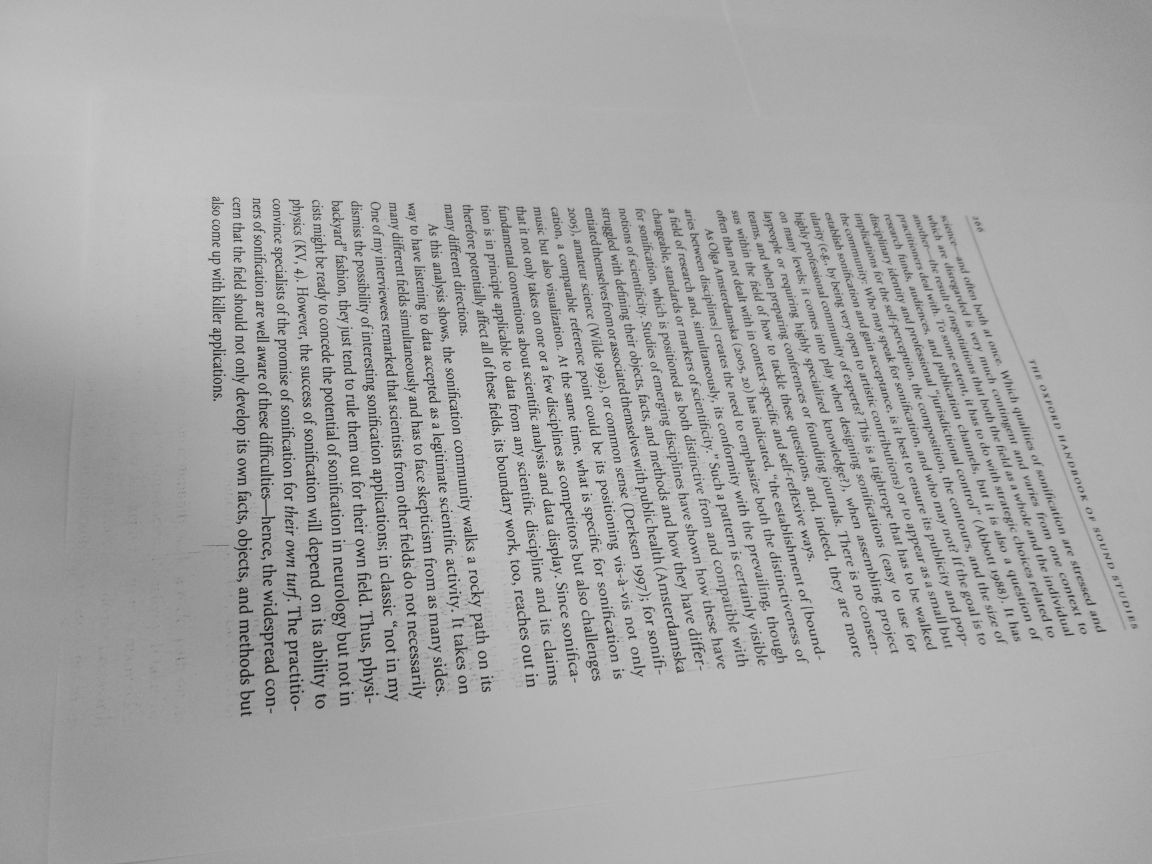 266 THE OXFORD HANDBOOK OF SOUND STUDIES
science—and often both at once. Which qualities of sonification are stressed and
which are disregarded is very much contingent and varies from one context to
another—the result of negotiations that both the field as a whole and the individual
practitioners deal with. To some extent, it has to do with strategic choices related to
research funds, audiences, and publication channels, but it is also a question of
disciplinary identity and professional "jurisdictional control" (Abbott 1988). It has
implications for the self-perception, the composition, the contours, and the size of
the community: Who may speak for sonification, and who may not? If the goal is to
establish sonification and gain acceptance, is it best to ensure its publicity and pop-
ularity (e.g., by being very open to artistic contributions) or to appear as a small but
highly professional community of experts? This is a tightrope that has to be walked
on many levels; it comes into play when designing sonifications (easy to use for
laypeople or requiring highly specialized knowledge?), when assembling project
teams, and when preparing conferences or founding journals. There is no consen-
sus within the field of how to tackle these questions, and, indeed, they are more
often than not dealt with in context-specific and self-reflexive ways.
As Olga Amsterdamska (2005, 20) has indicated, "the establishment of [bound-
aries between disciplines] creates the need to emphasize both the distinctiveness of
a field of research and, simultaneously, its conformity with the prevailing, though
changeable, standards or markers of scientificity." Such a pattern is certainly visible
for sonification, which is positioned as both distinctive from and compatible with
notions of scientificity. Studies of emerging disciplines have shown how these have
struggled with defining their objects, facts, and methods and how they have differ-
entiated themselves from or associated themselves with public health (Amsterdamska
2005), amateur science (Wilde 1992), or common sense (Derksen 1997); for sonifi-
cation, a comparable reference point could be its positioning vis-à-vis not only
music but also visualization. At the same time, what is specific for sonification is
that it not only takes on one or a few disciplines as competitors but also challenges
fundamental conventions about scientific analysis and data display. Since sonifica-
tion is in principle applicable to data from any scientific discipline and its claims
therefore potentially affect all of these fields, its boundary work, too, reaches out in
many different directions.
As this analysis shows, the sonification community walks a rocky path on its
way to have listening to data accepted as a legitimate scientific activity. It takes on
many different fields simultaneously and has to face skepticism from as many sides.
One of my interviewees remarked that scientists from other fields do not necessarily
dismiss the possibility of interesting sonification applications; in classic "not in my
backyard" fashion, they just tend to rule them out for their own field. Thus, physi-
cists might be ready to concede the potential of sonification in neurology but not in
physics (KV, 4). However, the success of sonification will depend on its ability to
convince specialists of the promise of sonification for their own turf. The practitio-
ners of sonification are well aware of these difficulties—hence, the widespread con-
cern that the field should not only develop its own facts, objects, and methods but
also come up with killer applications.